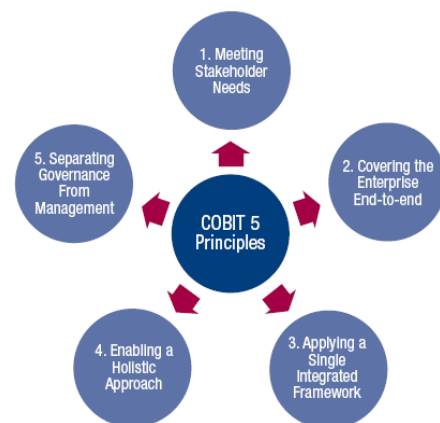 1. Meeting
Stakeholder
Needs
5. Separating
Governance
From
Management
2. Covering the
Enterprise
End-to-end
COBIT 5
Principles
4. Enabling a
Holistic
Approach
3. Applying a
Single
Integrated
Framework